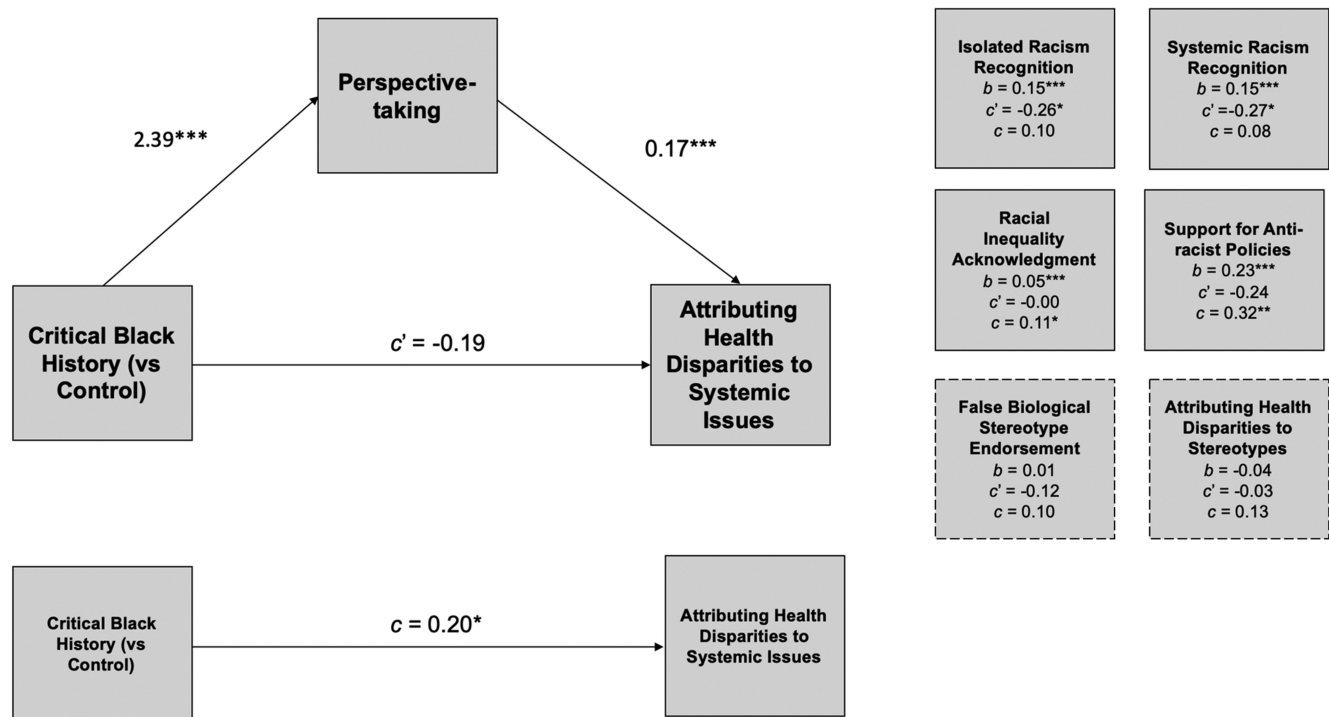 Perspective-
taking
2.39***
0.17***
Critical Black
History (vs
Control)
c’ = -0.19
Attributing
Health
Disparities to
Systemic
Issues
Critical Black
History (vs
Control)
c = 0.20*
Attributing Health
Disparities to
Systemic Issues
Isolated Racism
Recognition
b = 0.15***
c’ = -0.26*
c = 0.10
Systemic Racism
Recognition
b = 0.15***
c’ =-0.27*
c = 0.08
Racial
Inequality
Acknowledgment
b = 0.05***
c’ = -0.00
c = 0.11*
Support for Anti-
racist Policies
b = 0.23***
c’ = -0.24
c = 0.32**
False Biological
Stereotype
Endorsement
b = 0.01
c’ = -0.12
c = 0.10
Attributing Health
Disparities to
Stereotypes
b = -0.04
c’ = -0.03
c = 0.13